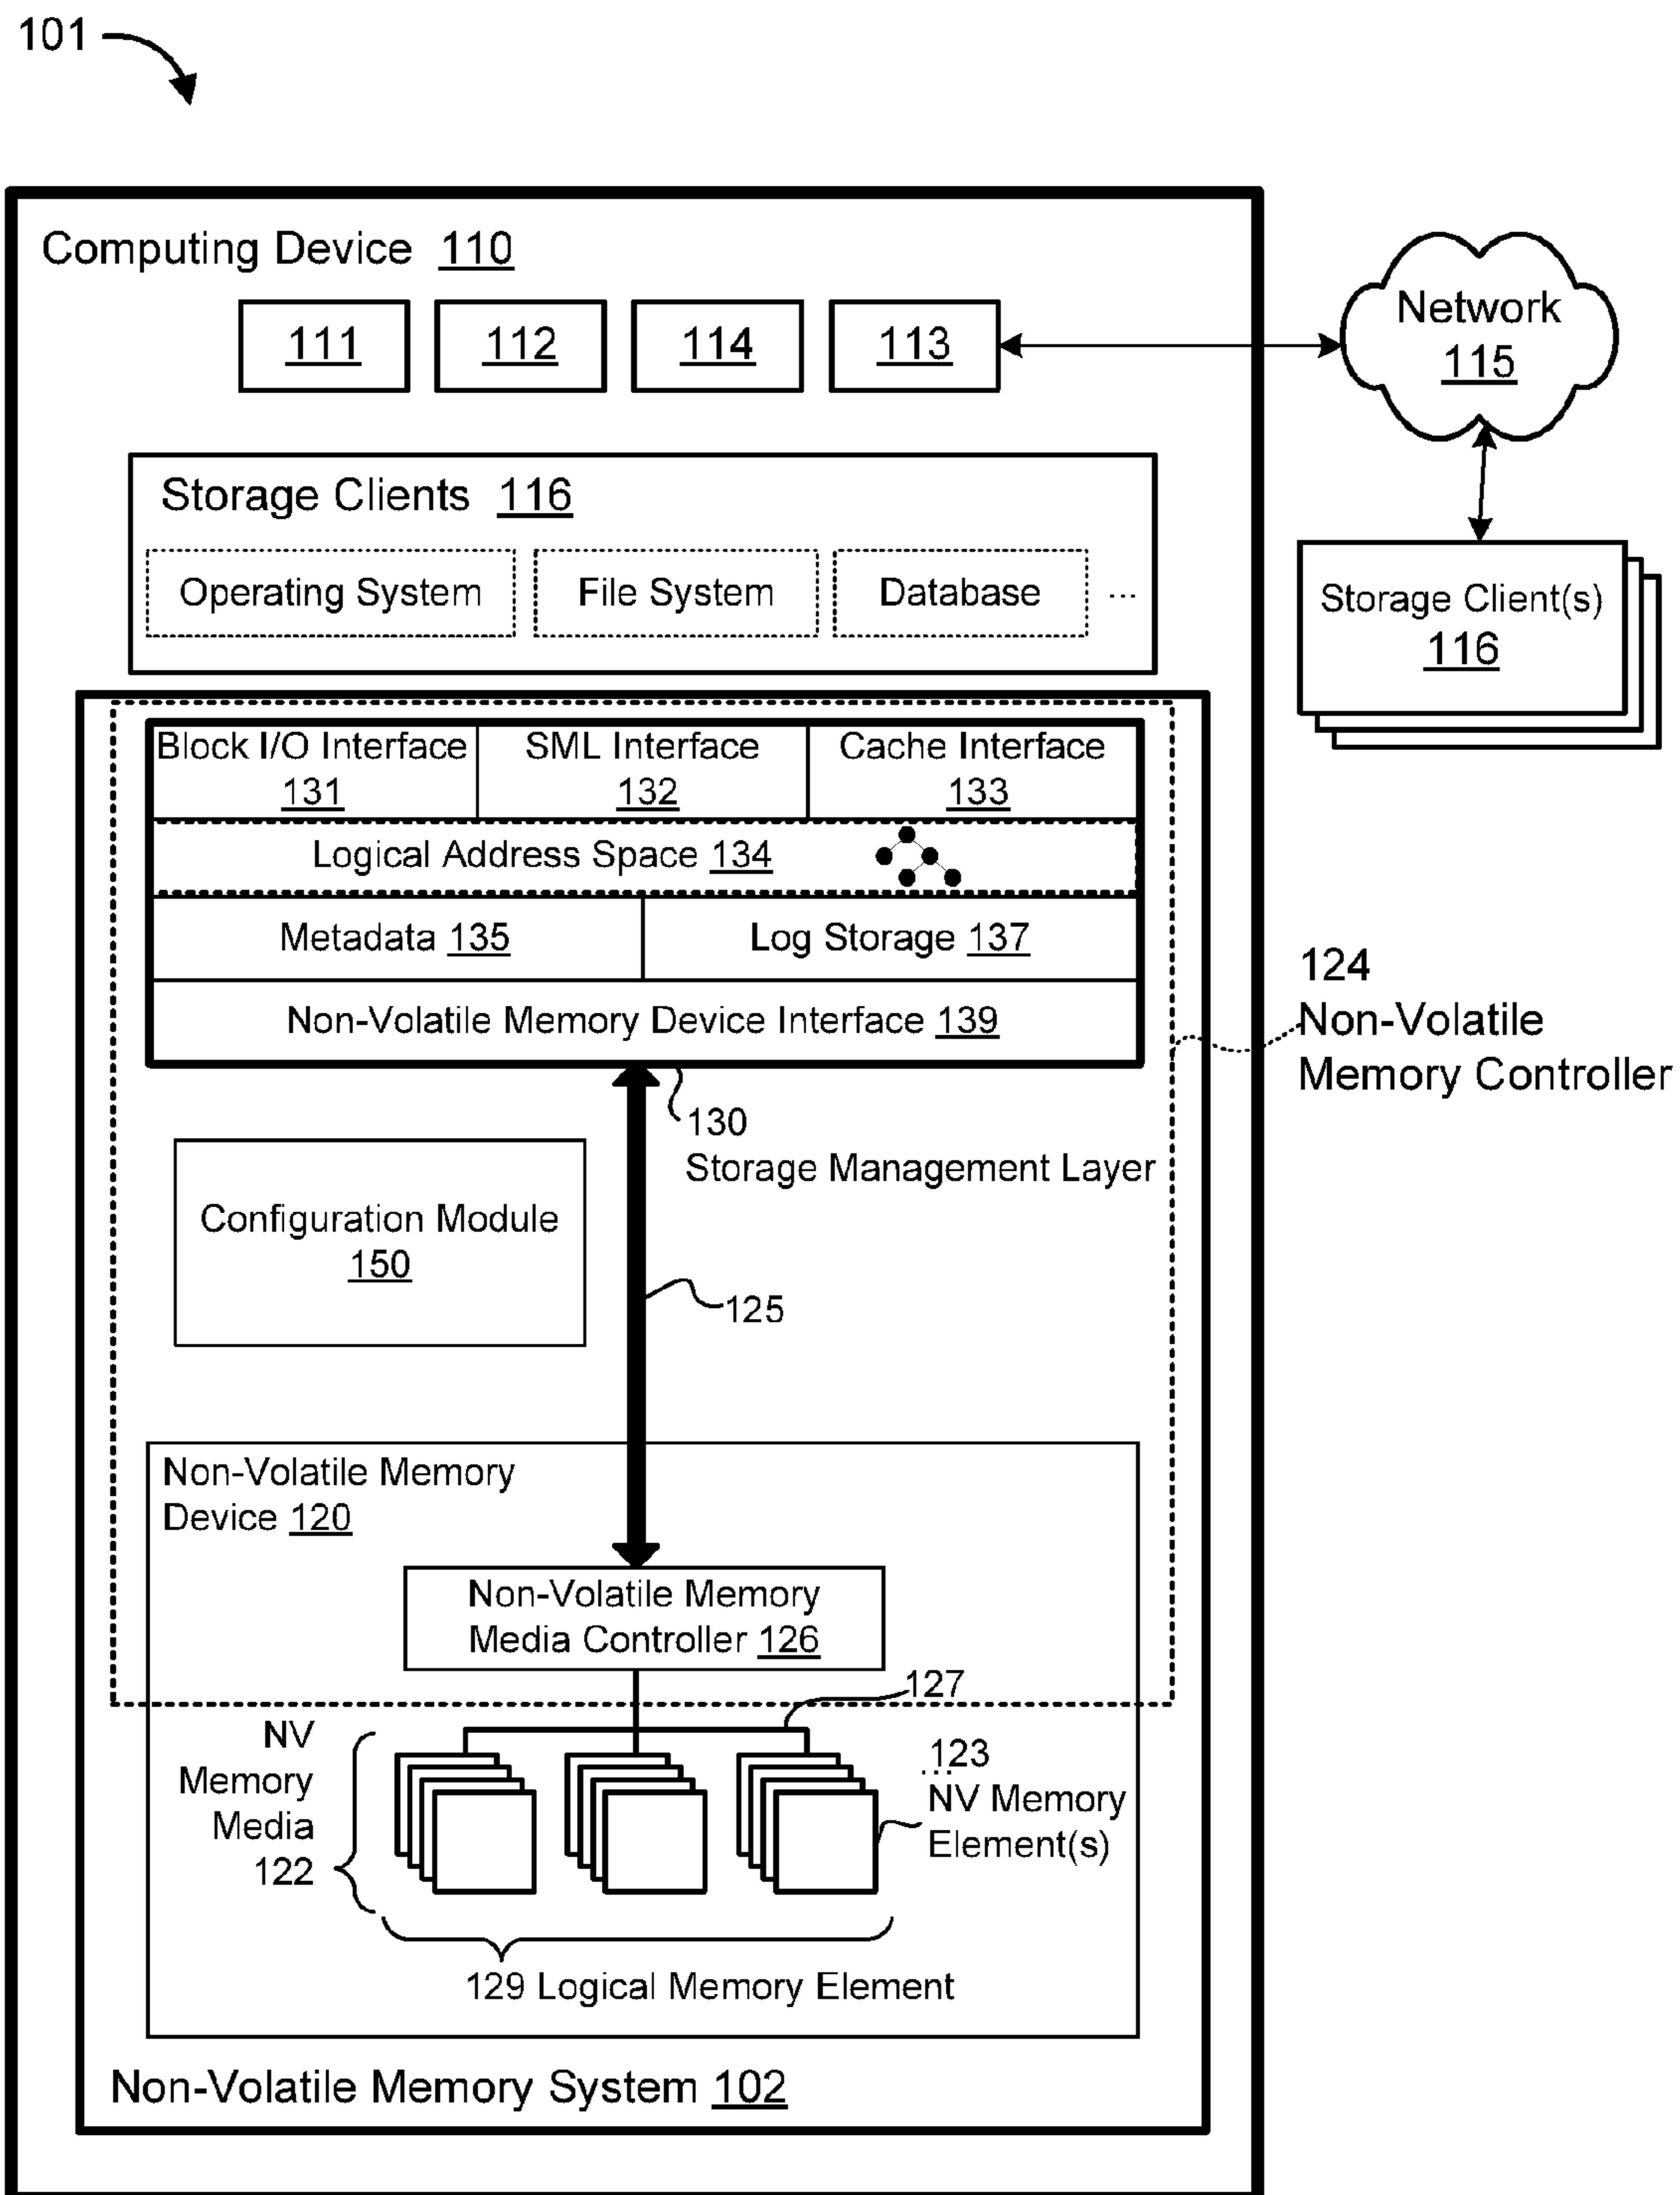 101
Computing Device 110
111 112 114 113
Network
115
Storage Clients 116
Operating System File System Database ...
Storage Client(s)
116
Block I/O Interface
131
SML Interface
132
Cache Interface
133
Logical Address Space 134
Metadata 135 Log Storage 137
Non-Volatile Memory Device Interface 139
124
Non-Volatile
Memory Controller
130
Storage Management Layer
Configuration Module
150
125
Non-Volatile Memory
Device 120
Non-Volatile Memory
Media Controller 126
127
NV
Memory
Media
122
...
123
NV Memory
Element(s)
129 Logical Memory Element
Non-Volatile Memory System 102